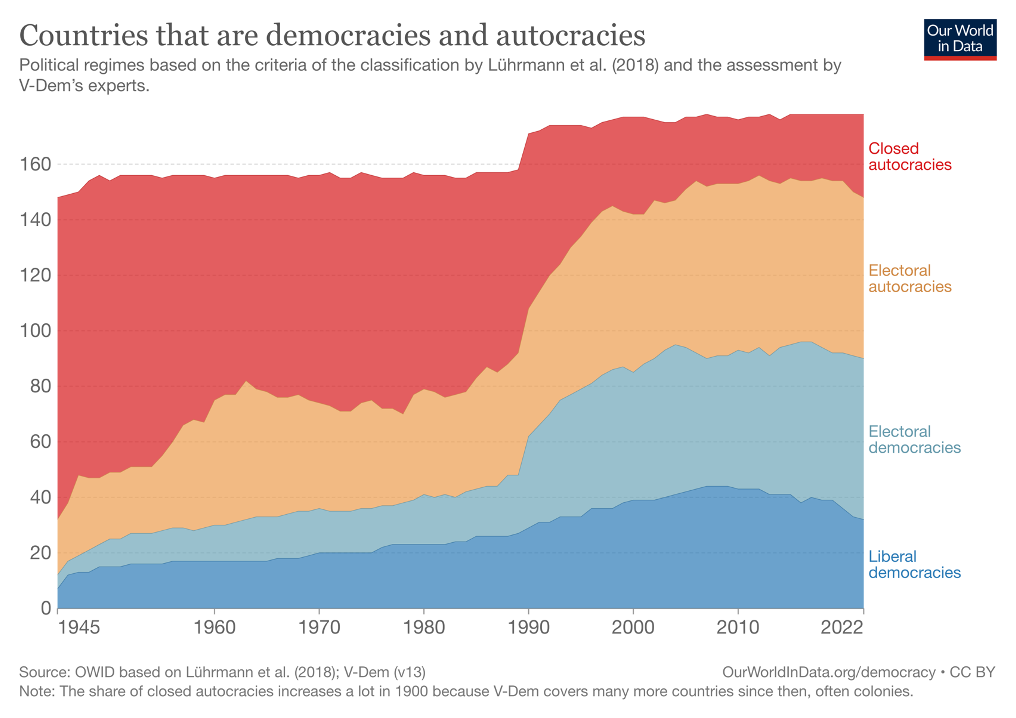 Countries that are democracies and autocracies
Our World
in Data
Political regimes based on the criteria of the classification by Lührmann et al. (2018) and the assessment by
V-Dem's experts.
160
140
120
100
80
60
40
20
0
Closed
autocracies
Electoral
autocracies
Electoral
democracies
Liberal
democracies
1945
1960
1970
1980
1990
2000
2010
2022
Source: OWID based on Lührmann et al. (2018); V-Dem (v13)
OurWorldInData.org/democracy • CC BY
Note: The share of closed autocracies increases a lot in 1900 because V-Dem covers many more countries since then, often colonies.